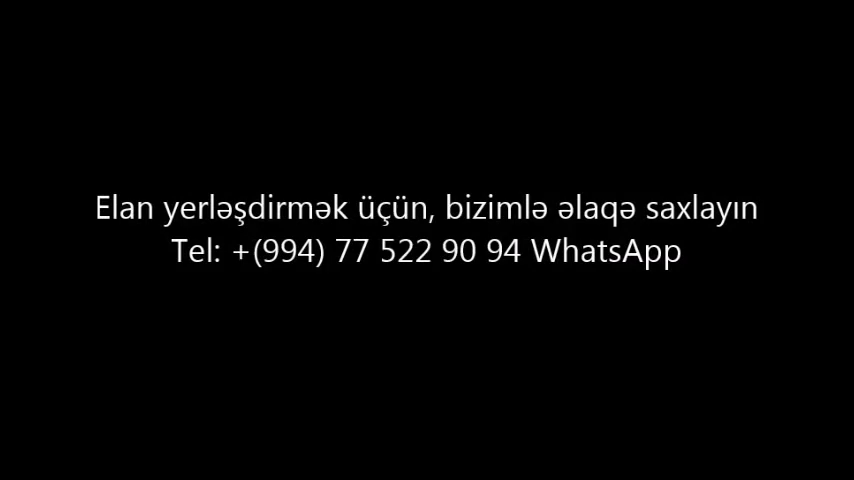 Elan yerləşdirmək üçün, bizimlə əlaqə saxlayın
Tel: +(994) 77 522 90 94 WhatsApp